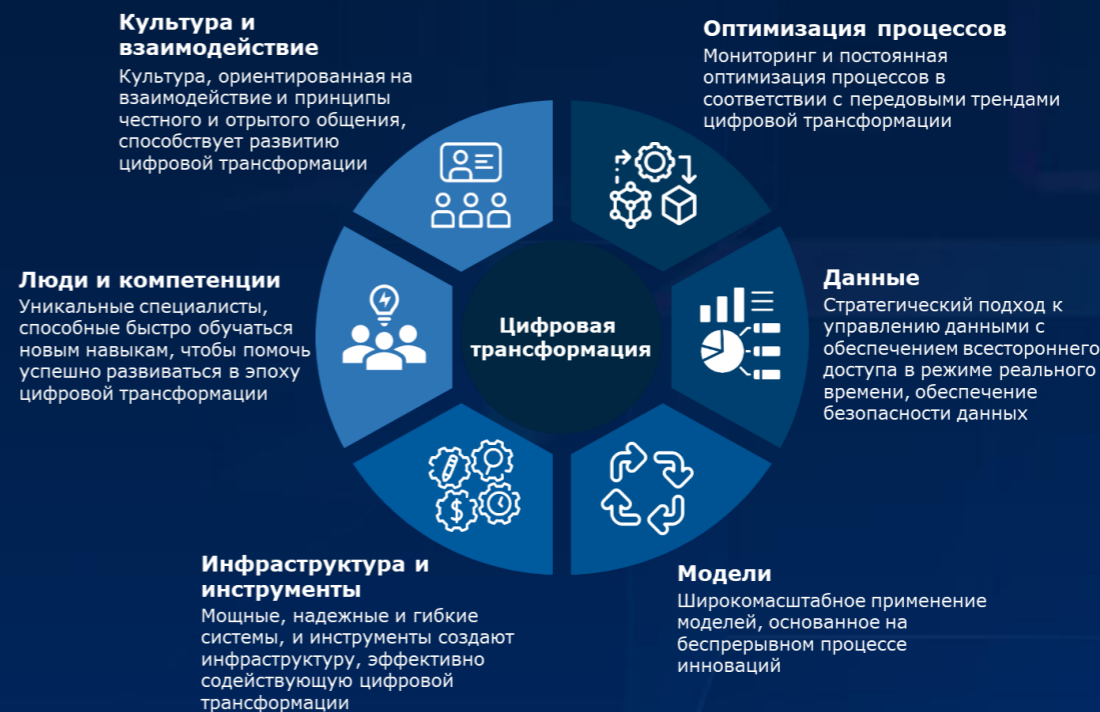 Культура и
взаимодействие
Культура, ориентированная на
взаимодействие и принципы
честного и отрытого общения,
способствует развитию
цифровой трансформации
Оптимизация процессов
Мониторинг и постоянная
оптимизация процессов в
соответствии с передовыми трендами
цифровой трансформации
Люди и компетенции
Уникальные специалисты,
способные быстро обучаться
новым навыкам, чтобы помочь
успешно развиваться в эпоху
цифровой трансформации
Цифровая
трансформация
Данные
Стратегический подход к
управлению данными с
обеспечением всестороннего
доступа в режиме реального
времени, обеспечение
безопасности данных
Инфраструктура и
инструменты
Мощные, надежные и гибкие
системы, и инструменты создают
инфраструктуру, эффективно
содействующую цифровой
трансформации
Модели
Широкомасштабное применение
моделей, основанное на
беспрерывном процессе
инноваций